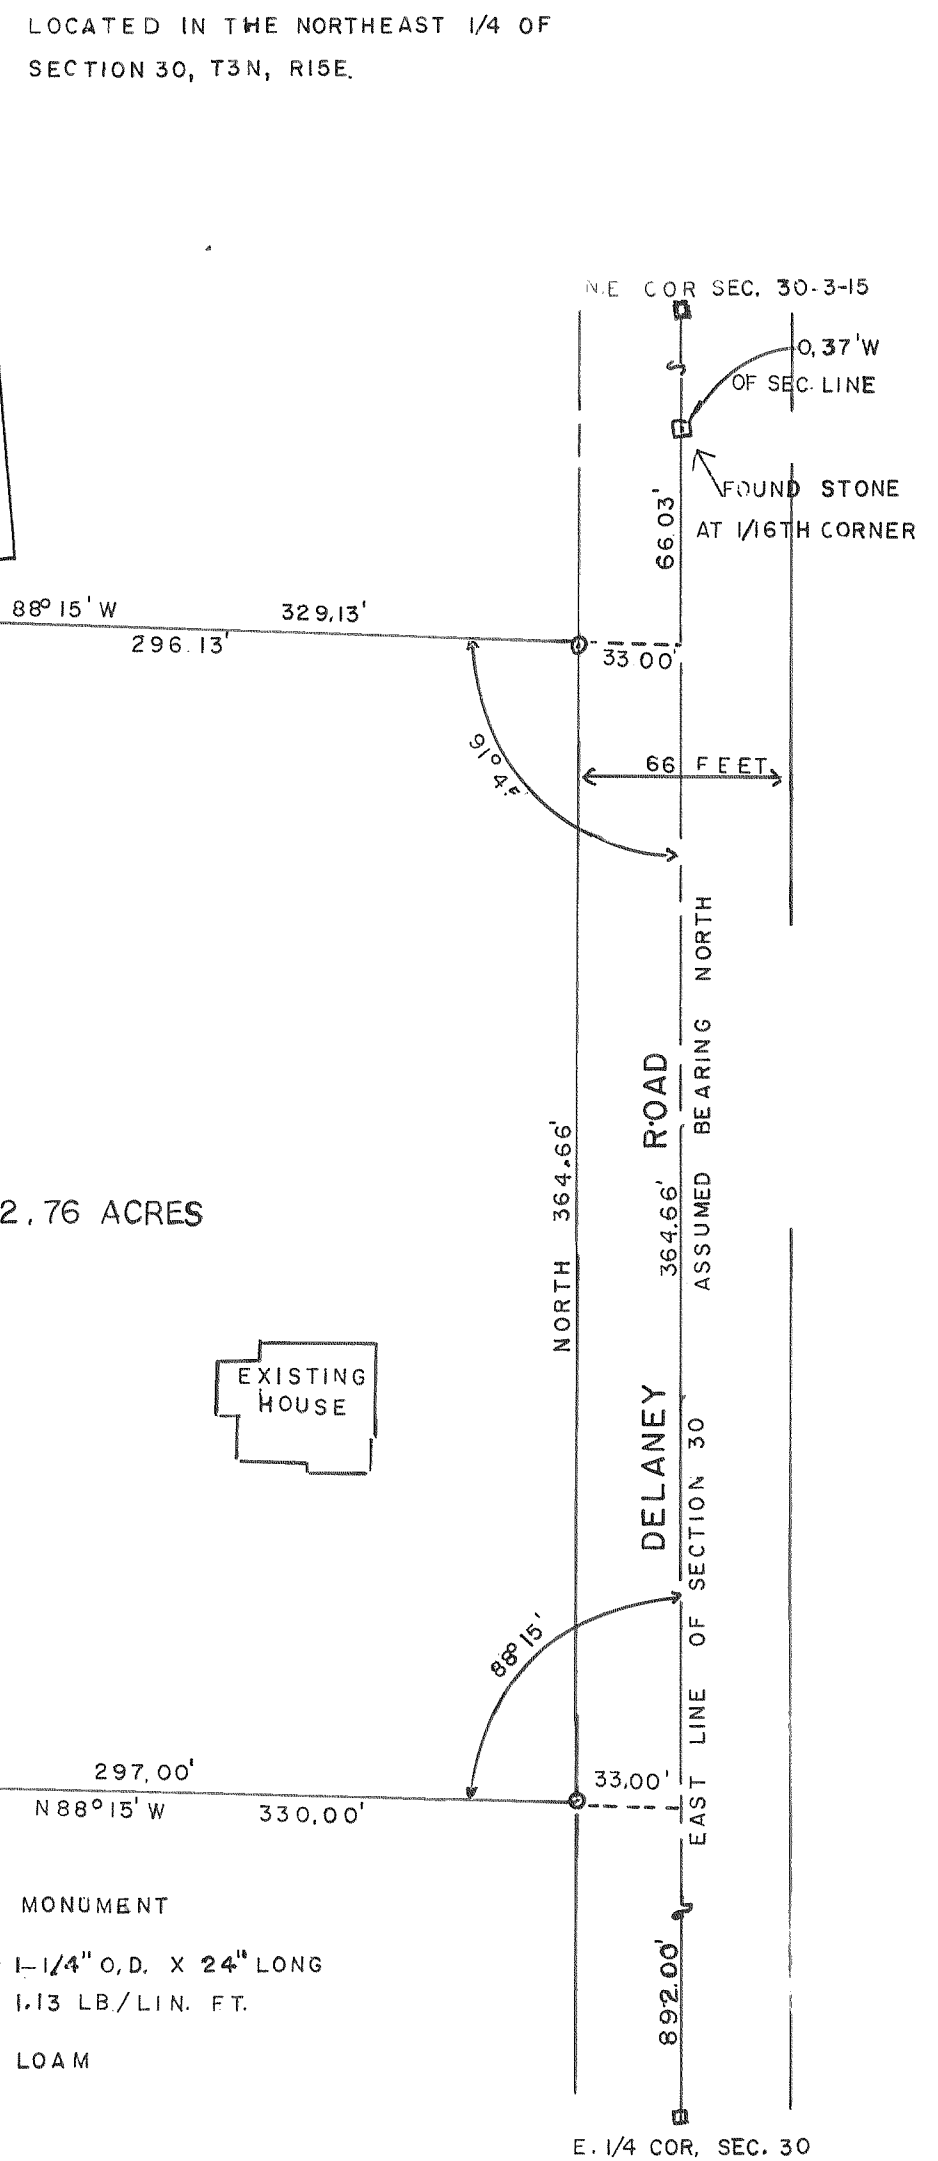 LOCATED IN THE NORTHEAST 1/4 OF
SECTION 30, T3N, R15E.
N.E COR SEC. 30-3-15
0.37'W
OF SEC. LINE
FOUND STONE
AT 1/16TH CORNER
66.03'
88° 15' W
329.13'
296.13'
33.00'
91° 45'
66 FEET
ASSUMED BEARING NORTH
DELANEY ROAD
364.66'
NORTH 364.66'
2.76 ACRES
EXISTING
HOUSE
EAST LINE OF SECTION 30
88° 15'
297.00'
33.00'
N 88° 15' W
330.00'
MONUMENT
1-1/4" O.D. X 24" LONG
1.13 LB./LIN. FT.
LOAM
892.00'
E. 1/4 COR. SEC. 30